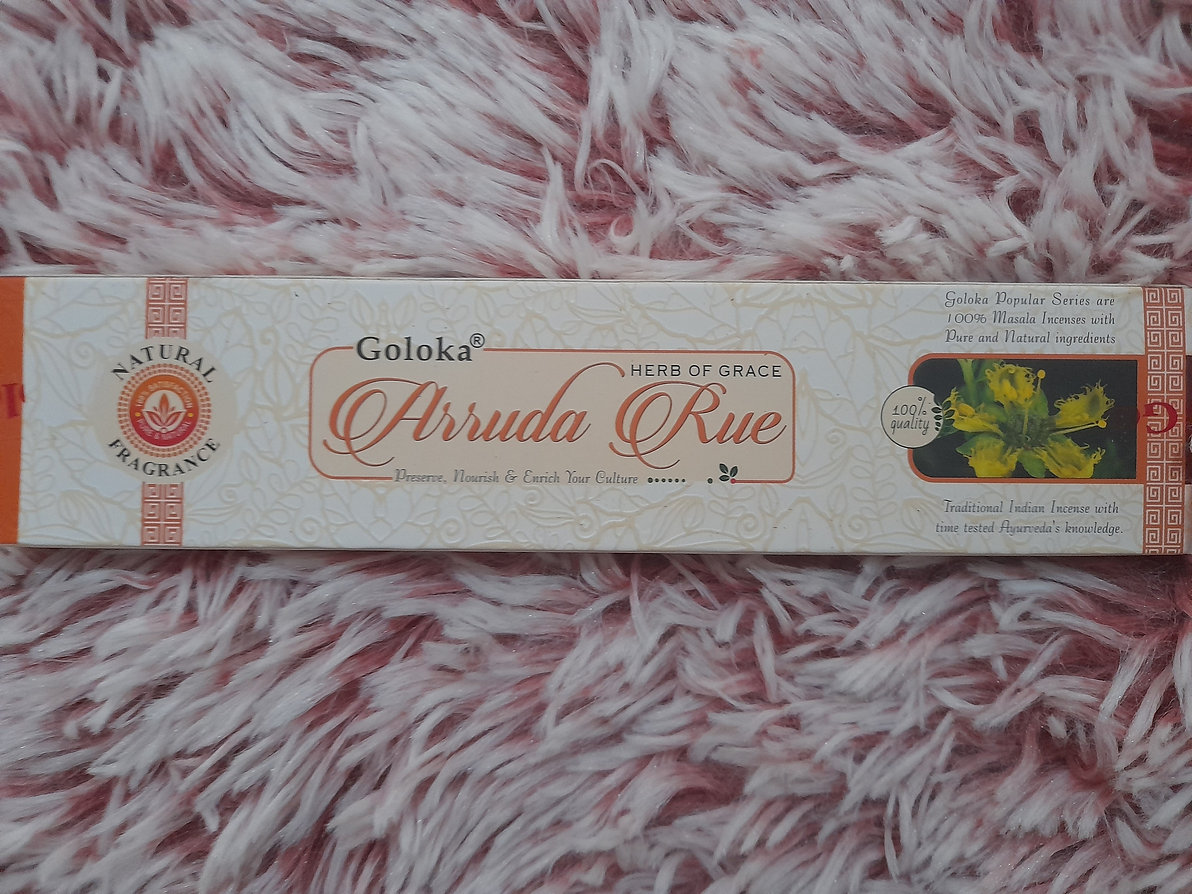 NATURAL
FRAGRANCE
Goloka®
HERB OF GRACE
Arruda Rue
Preserve, Nourish & Enrich Your Culture
Goloka Popular Series are
100% Masala Incenses with
Pure and Natural ingredients
100%
quality
Traditional Indian Incense with
time tested Ayurveda's knowledge.
G